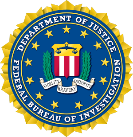 DEPARTMENT OF JUSTICE
FEDERAL BUREAU OF INVESTIGATION